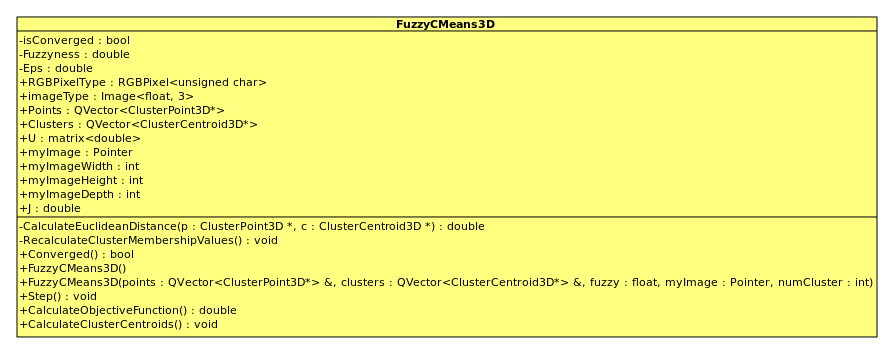 FuzzyCMeans3D
-isConverged : bool
-Fuzzyness : double
-Eps : double
+RGBPixelType : RGBPixel<unsigned char>
+imageType : Image<float, 3>
+Points : QVector<ClusterPoint3D*>
+Clusters : QVector<ClusterCentroid3D*>
+U : matrix<double>
+myImage : Pointer
+myImageWidth : int
+myImageHeight : int
+myImageDepth : int
+J : double
-CalculateEuclideanDistance(p : ClusterPoint3D *, c : ClusterCentroid3D *) : double
-RecalculateClusterMembershipValues() : void
+Converged() : bool
+FuzzyCMeans3D()
+FuzzyCMeans3D(points : QVector<ClusterPoint3D*> &, clusters : QVector<ClusterCentroid3D*> &, fuzzy : float, myImage : Pointer, numCluster : int)
+Step() : void
+CalculateObjectiveFunction() : double
+CalculateClusterCentroids() : void